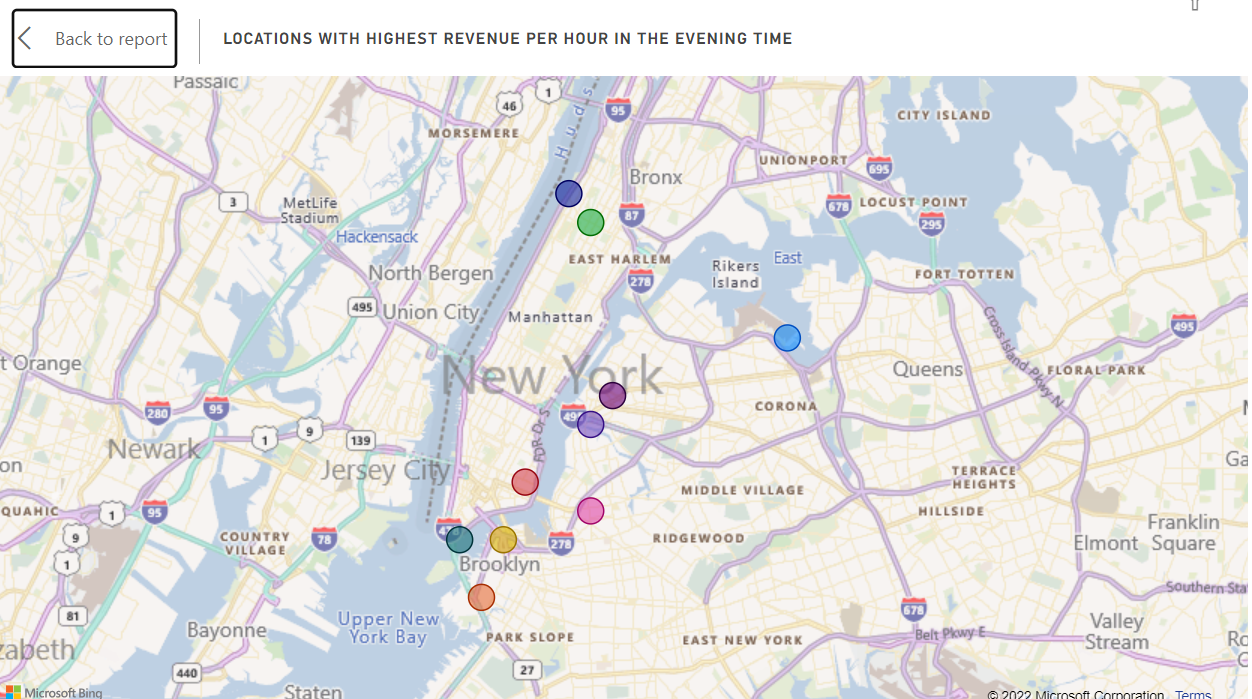 Back to report
LOCATIONS WITH HIGHEST REVENUE PER HOUR IN THE EVENING TIME
Passaic
1
46
95
Huds
CITY ISLAND
MORSEMERE
UNIONPORT
695
Bronx
3
MetLife
Stadium
678
LOCUST POINT
87
295
Hackensack
EAST HARLEM
East
Rikers
Island
North Bergen
278
FORT TOTTEN
495
Union City
Manhattan
495
Cross Island Pkwy N
t Orange
New York
Queens
FLORAL PARK
280
95
CORONA
N
FDR Dr S
1
9
139
Newark
Jersey City
Ga
on
TERRACE
HEIGHTS
MIDDLE VILLAGE
QUAHIC
1
95
HILLSIDE
Franklin
Square
9
COUNTRY
VILLAGE
78
278
RIDGEWOOD
Elmont
1
Brooklyn
Southern Sta
81
678
Upper New
York Bay
Bayonne
PARK SLOPE
EAST NEW YORK
Belt Pkwy E
Valley
Stream
Ro
zabeth
440
27
Staten
Microsoft Bing
© 2022 Microsoft Corporation
Terms